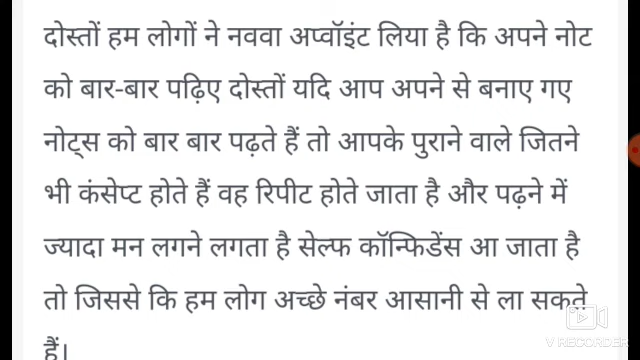 दोस्तों हम लोगों ने नववा अप्वॉइंट लिया है कि अपने नोट
को बार-बार पढ़िए दोस्तों यदि आप अपने से बनाए गए
नोट्स को बार बार पढ़ते हैं तो आपके पुराने वाले जितने
भी कंसेप्ट होते हैं वह रिपीट होते जाता है और पढ़ने में
ज्यादा मन लगने लगता है सेल्फ कॉन्फिडेंस आ जाता है
तो जिससे कि हम लोग अच्छे नंबर आसानी से ला सकते
हैं।
V RECORDER